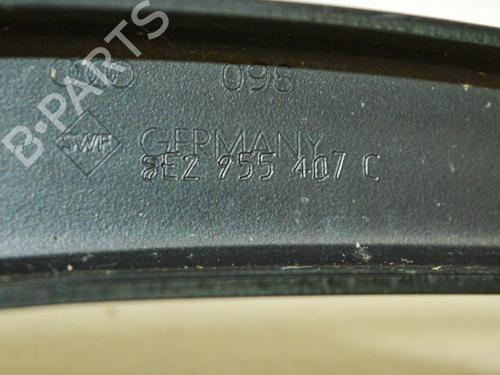 B-PARTS
098
SWF
GERMANY
8E2 955 407 C